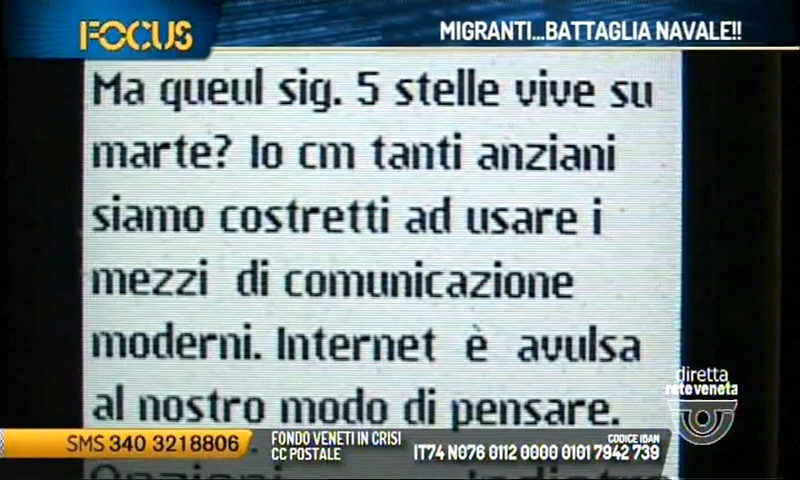 FOCUS
MIGRANTI...BATTAGLIA NAVALE!!
Ma queul sig. 5 stelle vive su
marte? Io cm tanti anziani
siamo costretti ad usare i
mezzi di comunicazione
moderni. Internet è avulsa
al nostro modo di pensare.
diretta
reteveneta
SMS 340 3218806
FONDO VENETI IN CRISI
CC POSTALE
CODICE IBAN
IT74 N076 0112 0000 0101 7942 739
Opzioni Indietro